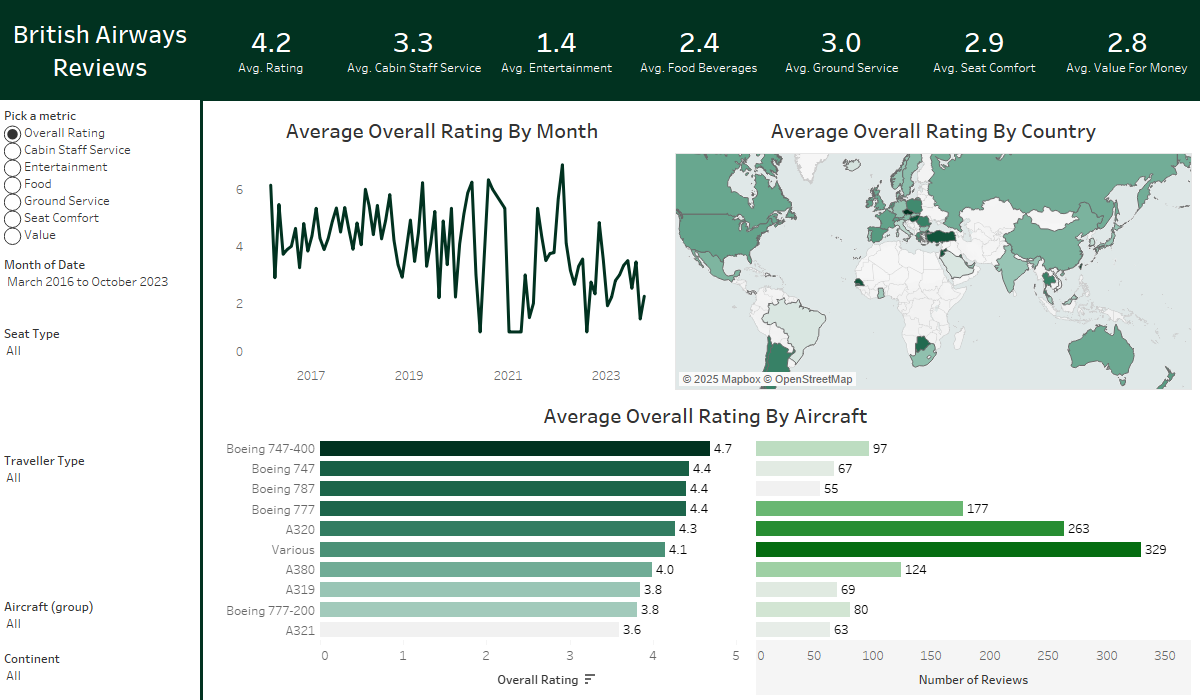 British Airways
Reviews
4.2
Avg. Rating
3.3
Avg. Cabin Staff Service
1.4
Avg. Entertainment
2.4
Avg. Food Beverages
3.0
Avg. Ground Service
2.9
Avg. Seat Comfort
2.8
Avg. Value For Money
Pick a metric
Overall Rating
Cabin Staff Service
Entertainment
Food
Ground Service
Seat Comfort
Value
Month of Date
March 2016 to October 2023
Seat Type
All
Traveller Type
All
Aircraft (group)
All
Continent
All
Average Overall Rating By Month
6
4
2
0
2017 2019 2021 2023
Average Overall Rating By Country
© 2025 Mapbox © OpenStreetMap
Average Overall Rating By Aircraft
Boeing 747-400 4.7 97
Boeing 747 4.4 67
Boeing 787 4.4 55
Boeing 777 4.4 177
A320 4.3 263
Various 4.1 329
A380 4.0 124
A319 3.8 69
Boeing 777-200 3.8 80
A321 3.6 63
0 1 2 3 4 5 0 50 100 150 200 250 300 350
Overall Rating Number of Reviews